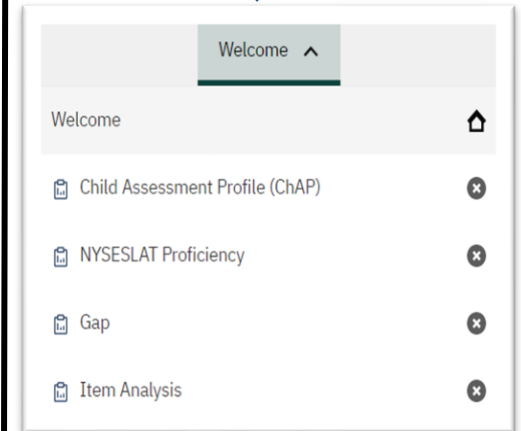 Welcome
Welcome
Child Assessment Profile (ChAP)
NYSESLAT Proficiency
Gap
Item Analysis